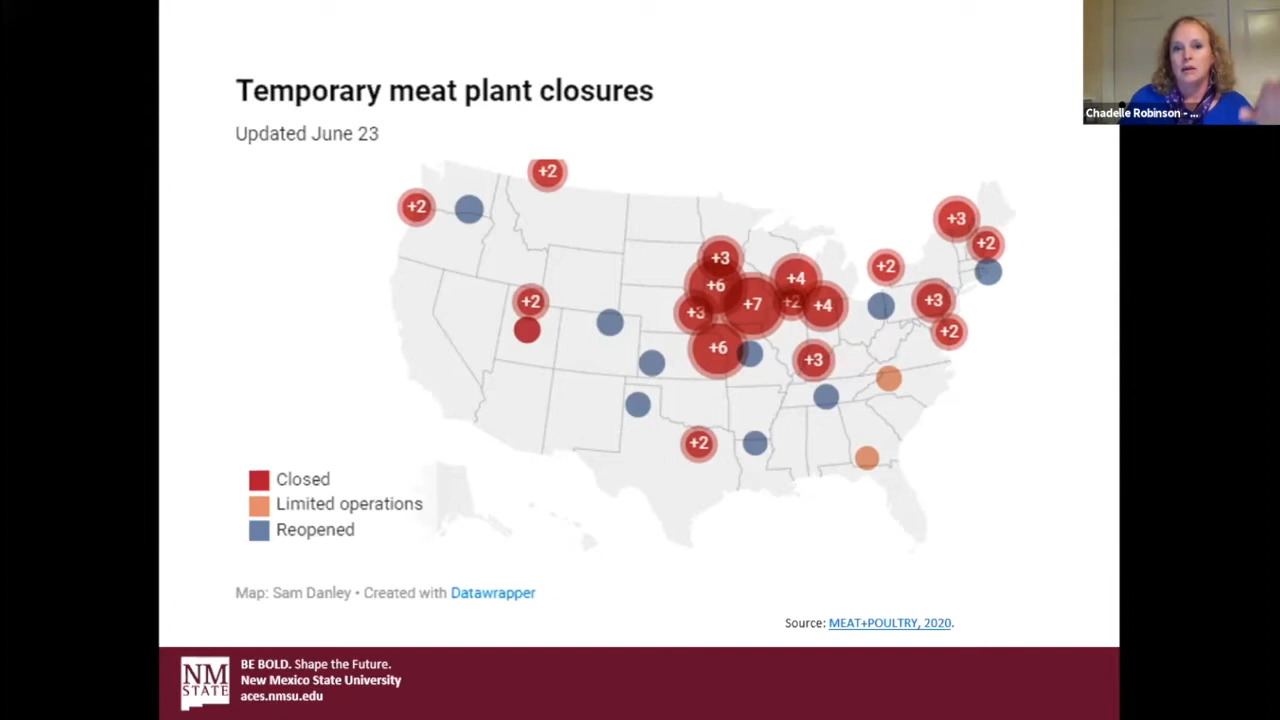 Temporary meat plant closures
Updated June 23
Chadelle Robinson - ...
+2
+2
+3
+2
+3
+2
+6
+4
+2
+3
+7
+2
+4
+3
+2
+6
+3
+2
Closed
Limited operations
Reopened
Map: Sam Danley • Created with Datawrapper
Source: MEAT+POULTRY, 2020.
NM
STATE
BE BOLD. Shape the Future.
New Mexico State University
aces.nmsu.edu